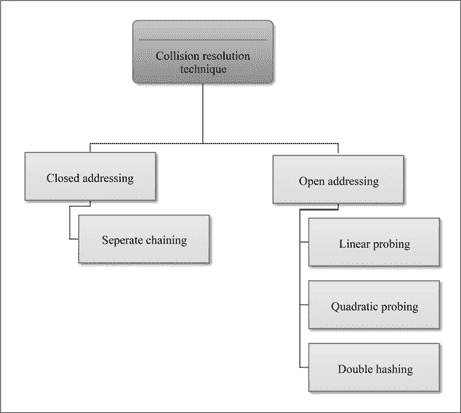 Collision resolution
technique
Closed addressing
Seperate chaining
Open addressing
Linear probing
Quadratic probing
Double hashing